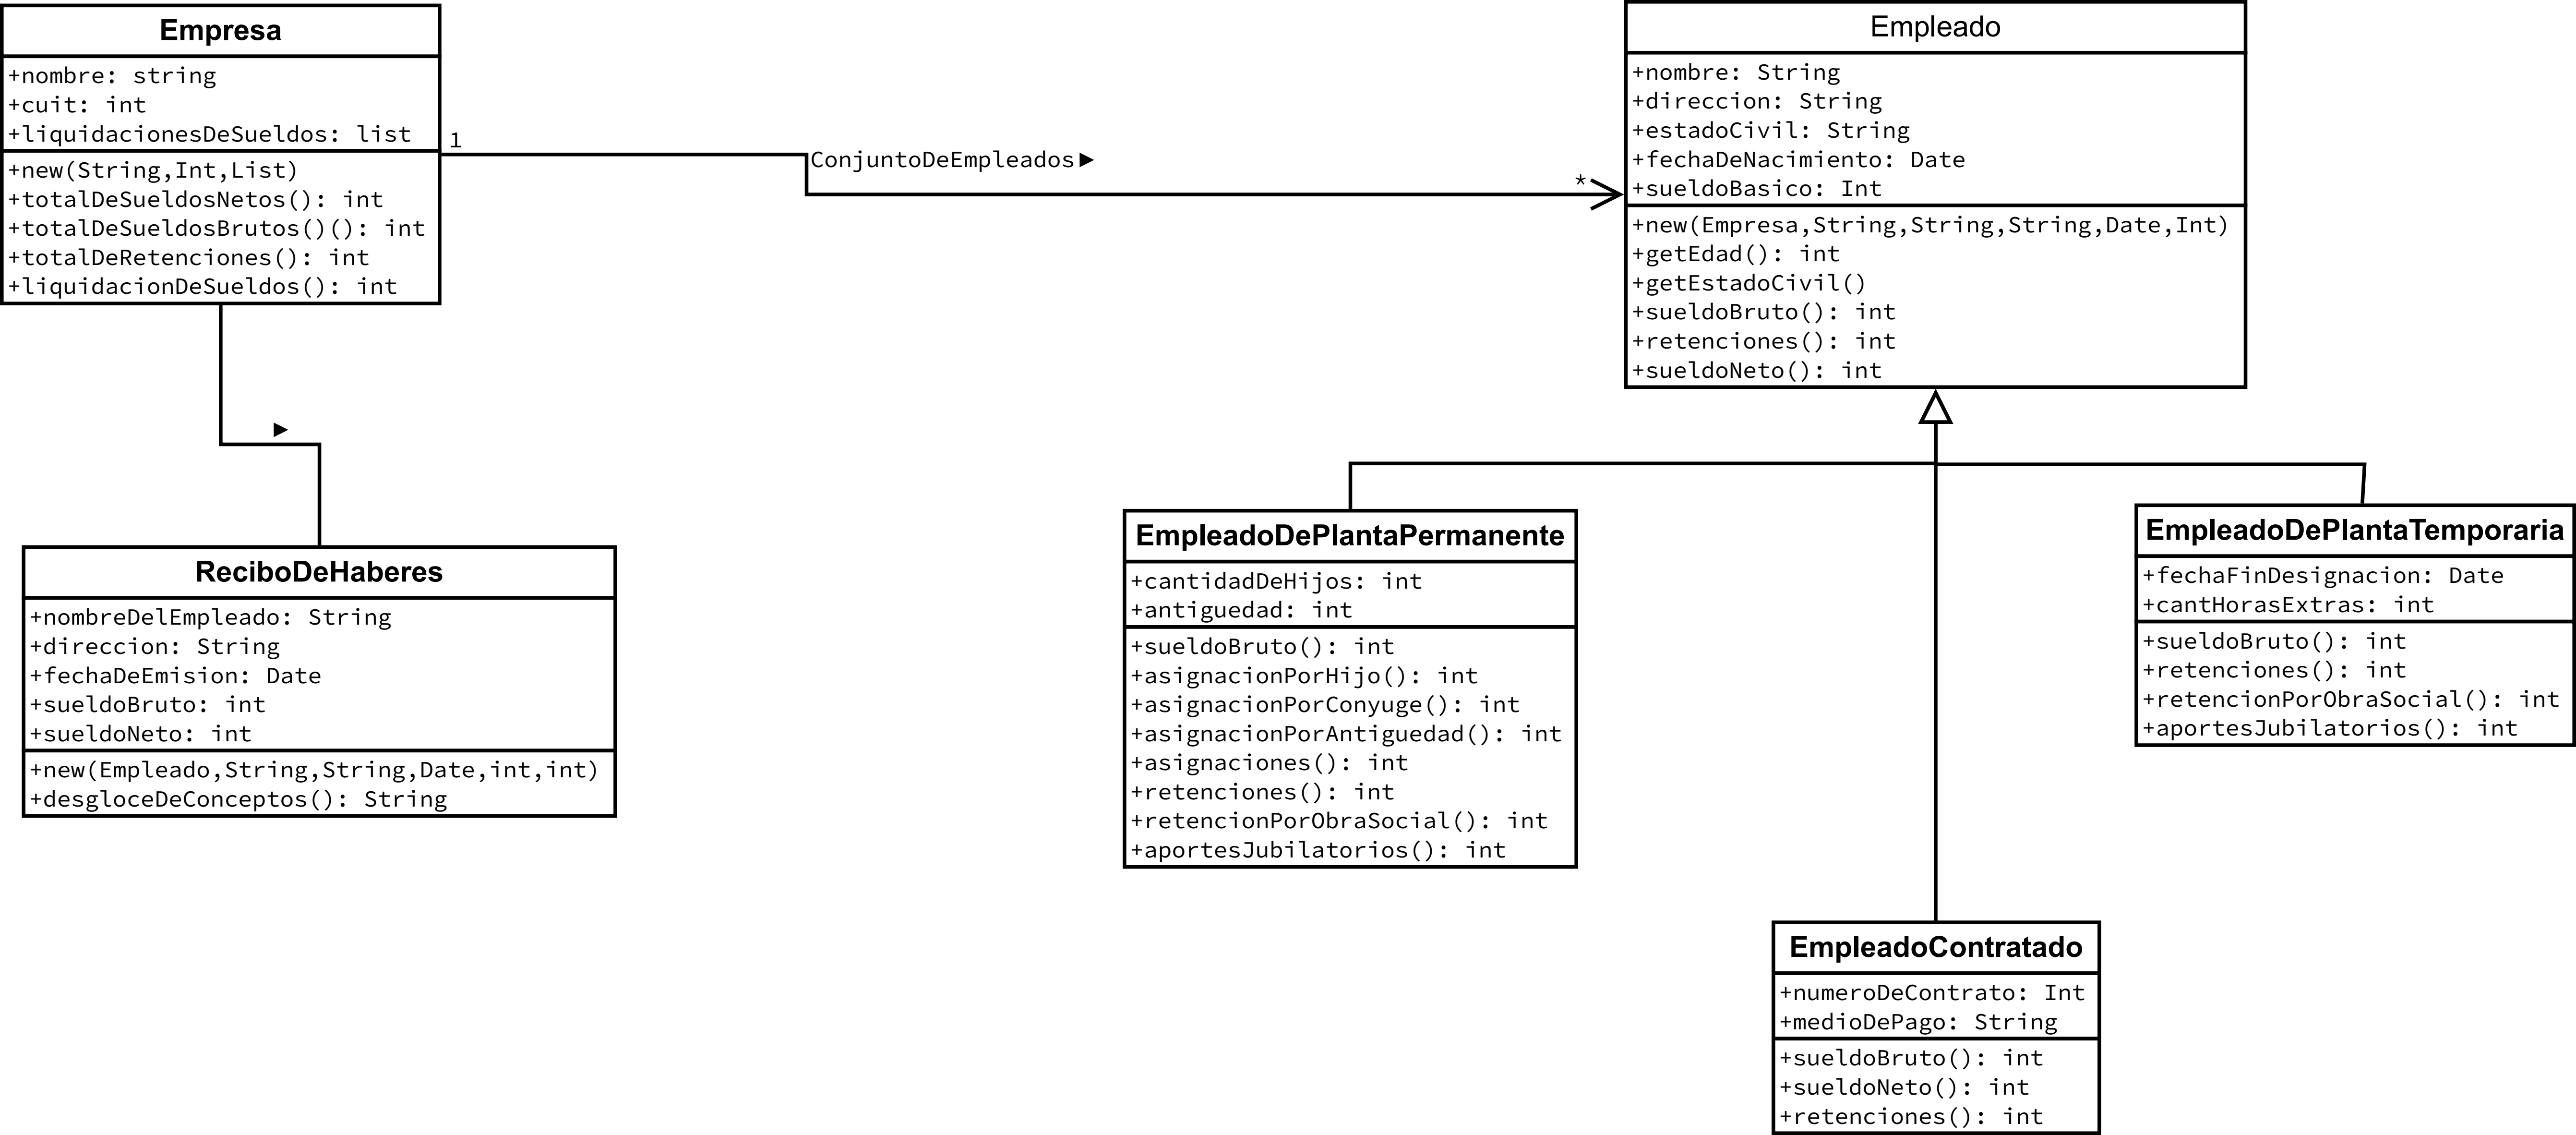 Empresa
+nombre: string
+cuit: int
+liquidacionesDeSueldos: list
+new(String,Int,List)
+totalDeSueldosNetos(): int
+totalDeSueldosBrutos()(): int
+totalDeRetenciones(): int
+liquidacionDeSueldos(): int
1
ConjuntoDeEmpleados►
*
Empleado
+nombre: String
+direccion: String
+estadoCivil: String
+fechaDeNacimiento: Date
+sueldoBasico: Int
+new(Empresa,String,String,String,Date,Int)
+getEdad(): int
+getEstadoCivil()
+sueldoBruto(): int
+retenciones(): int
+sueldoNeto(): int
►
ReciboDeHaberes
+nombreDelEmpleado: String
+direccion: String
+fechaDeEmision: Date
+sueldoBruto: int
+sueldoNeto: int
+new(Empleado,String,String,Date,int,int)
+desgloceDeConceptos(): String
EmpleadoDePlantaPermanente
+cantidadDeHijos: int
+antiguedad: int
+sueldoBruto(): int
+asignacionPorHijo(): int
+asignacionPorConyuge(): int
+asignacionPorAntiguedad(): int
+asignaciones(): int
+retenciones(): int
+retencionPorObraSocial(): int
+aportesJubilatorios(): int
EmpleadoDePlantaTemporaria
+fechaFinDesignacion: Date
+cantHorasExtras: int
+sueldoBruto(): int
+retenciones(): int
+retencionPorObraSocial(): int
+aportesJubilatorios(): int
EmpleadoContratado
+numeroDeContrato: Int
+medioDePago: String
+sueldoBruto(): int
+sueldoNeto(): int
+retenciones(): int